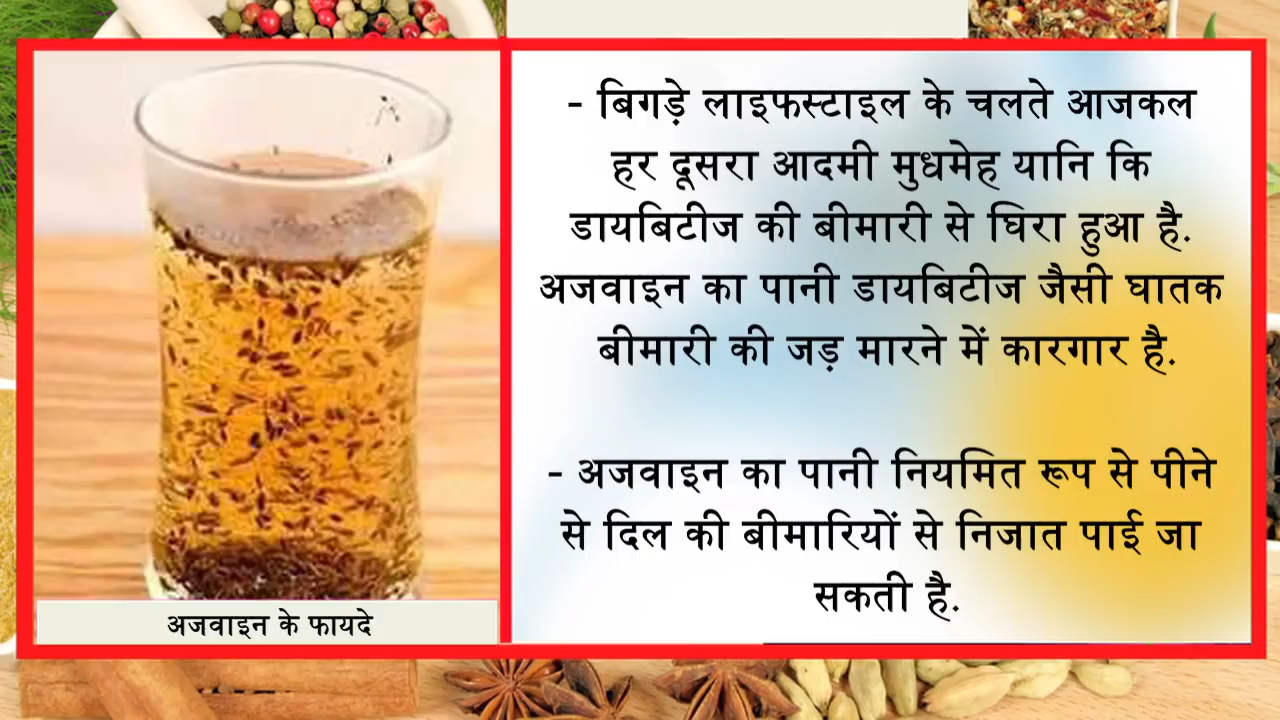 - बिगड़े लाइफस्टाइल के चलते आजकल
हर दूसरा आदमी मुधमेह यानि कि
डायबिटीज की बीमारी से घिरा हुआ है.
अजवाइन का पानी डायबिटीज जैसी घातक
बीमारी की जड़ मारने में कारगार है.
- अजवाइन का पानी नियमित रूप से पीने
से दिल की बीमारियों से निजात पाई जा
सकती है.
अजवाइन के फायदे